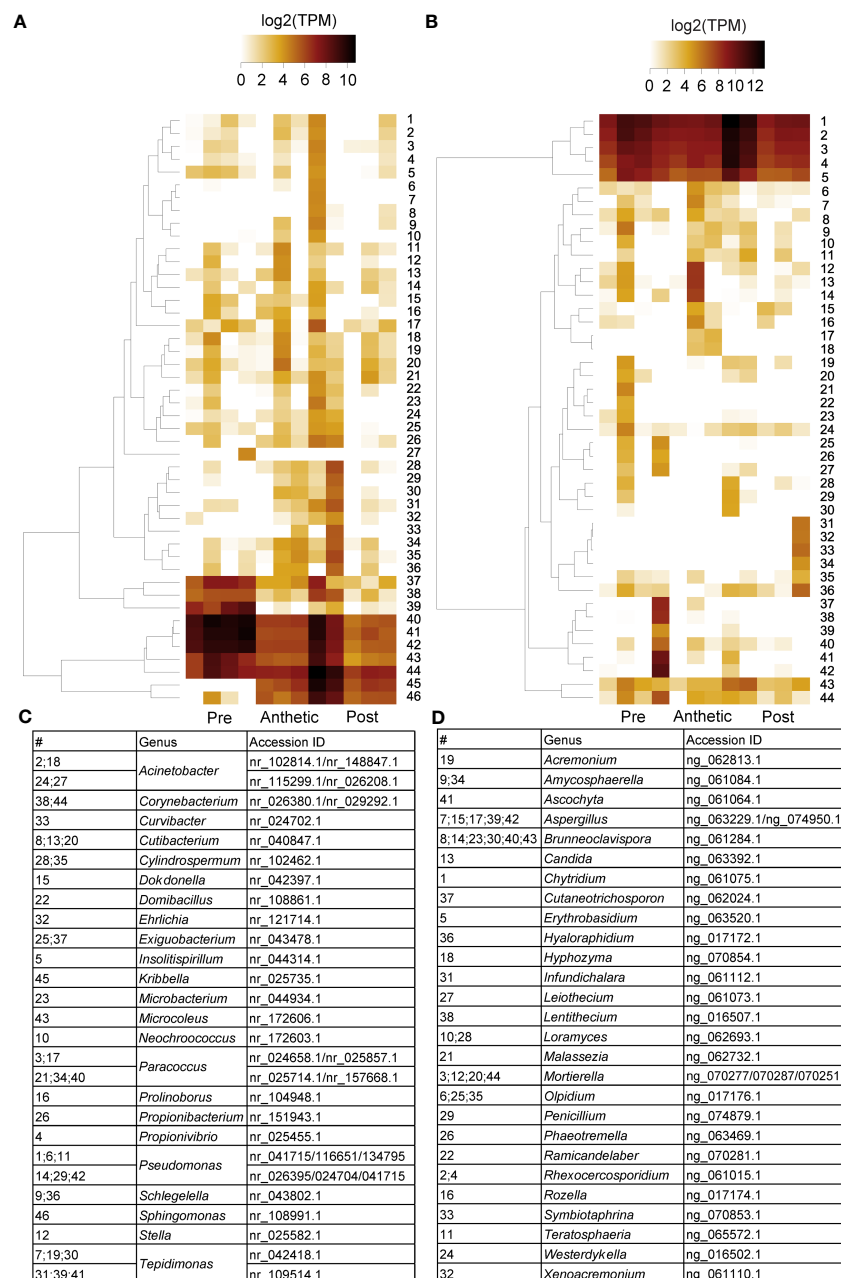 A
log2(TPM)
0 2 4 6 8 10
1
2
3
4
5
6
7
8
9
10
11
12
13
14
15
16
17
18
19
20
21
22
23
24
25
26
27
28
29
30
31
32
33
34
35
36
37
38
39
40
41
42
43
44
45
46
Pre Anthetic Post
B
log2(TPM)
0 2 4 6 8 10 12
1
2
3
4
5
6
7
8
9
10
11
12
13
14
15
16
17
18
19
20
21
22
23
24
25
26
27
28
29
30
31
32
33
34
35
36
37
38
39
40
41
42
43
44
Pre Anthetic Post
C
# Genus Accession ID
2;18 Acinetobacter nr_102814.1/nr_148847.1
24;27 nr_115299.1/nr_026208.1
38;44 Corynebacterium nr_026380.1/nr_029292.1
33 Curvibacter nr_024702.1
8;13;20 Cutibacterium nr_040847.1
28;35 Cylindrospermum nr_102462.1
15 Dokdonella nr_042397.1
22 Domibacillus nr_108861.1
32 Ehrlichia nr_121714.1
25;37 Exiguobacterium nr_043478.1
5 Insolitispirillum nr_044314.1
45 Kribbella nr_025735.1
23 Microbacterium nr_044934.1
43 Microcoleus nr_172606.1
10 Neochroococcus nr_172603.1
3;17 Paracoccus nr_024658.1/nr_025857.1
21;34;40 nr_025714.1/nr_157668.1
16 Prolinoborus nr_104948.1
26 Propionibacterium nr_151943.1
4 Propionivibrio nr_025455.1
1;6;11 Pseudomonas nr_041715/116651/134795
14;29;42 nr_026395/024704/041715
9;36 Schlegelella nr_043802.1
46 Sphingomonas nr_108991.1
12 Stella nr_025582.1
7;19;30 Tepidimonas nr_042418.1
31;39;41 nr_109514.1
D
# Genus Accession ID
19 Acremonium ng_062813.1
9;34 Amycosphaerella ng_061084.1
41 Ascochyta ng_061064.1
7;15;17;39;42 Aspergillus ng_063229.1/ng_074950.1
8;14;23;30;40;43 Brunneoclavispora ng_061284.1
13 Candida ng_063392.1
1 Chytridium ng_061075.1
37 Cutaneotrichosporon ng_062024.1
5 Erythrobasidium ng_063520.1
36 Hyaloraphidium ng_017172.1
18 Hyphozyma ng_070854.1
31 Infundichalara ng_061112.1
27 Leiothecium ng_061073.1
38 Lentithecium ng_016507.1
10;28 Loramyces ng_062693.1
21 Malassezia ng_062732.1
3;12;20;44 Mortierella ng_070277/070287/070251
6;25;35 Olpidium ng_017176.1
29 Penicillium ng_074879.1
26 Phaeotremella ng_063469.1
22 Ramicandelaber ng_070281.1
2;4 Rhexocercosporidium ng_061015.1
16 Rozella ng_017174.1
33 Symbiotaphrina ng_070853.1
11 Teratosphaeria ng_065572.1
24 Westerdykella ng_016502.1
32 Xenoacremonium ng_061110.1